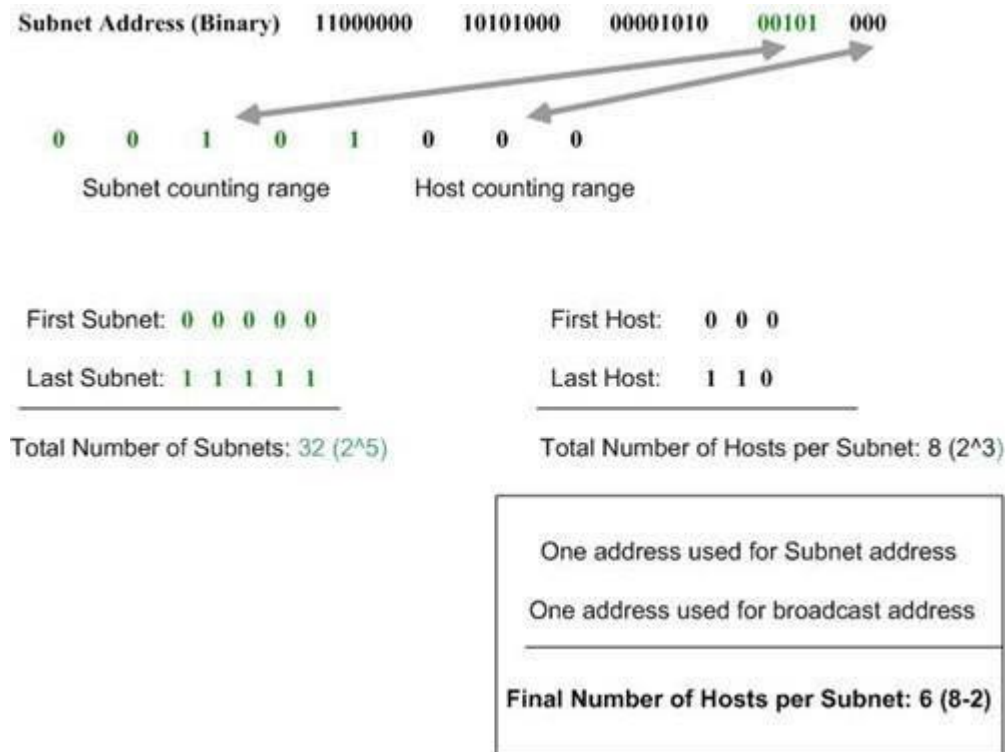 Subnet Address (Binary) 11000000 10101000 00001010 00101 000
0 0 1 0 1 0 0 0
Subnet counting range Host counting range
First Subnet: 0 0 0 0 0
Last Subnet: 1 1 1 1 1
Total Number of Subnets: 32 (2^5)
First Host: 0 0 0
Last Host: 1 1 0
Total Number of Hosts per Subnet: 8 (2^3)
One address used for Subnet address
One address used for broadcast address
Final Number of Hosts per Subnet: 6 (8-2)